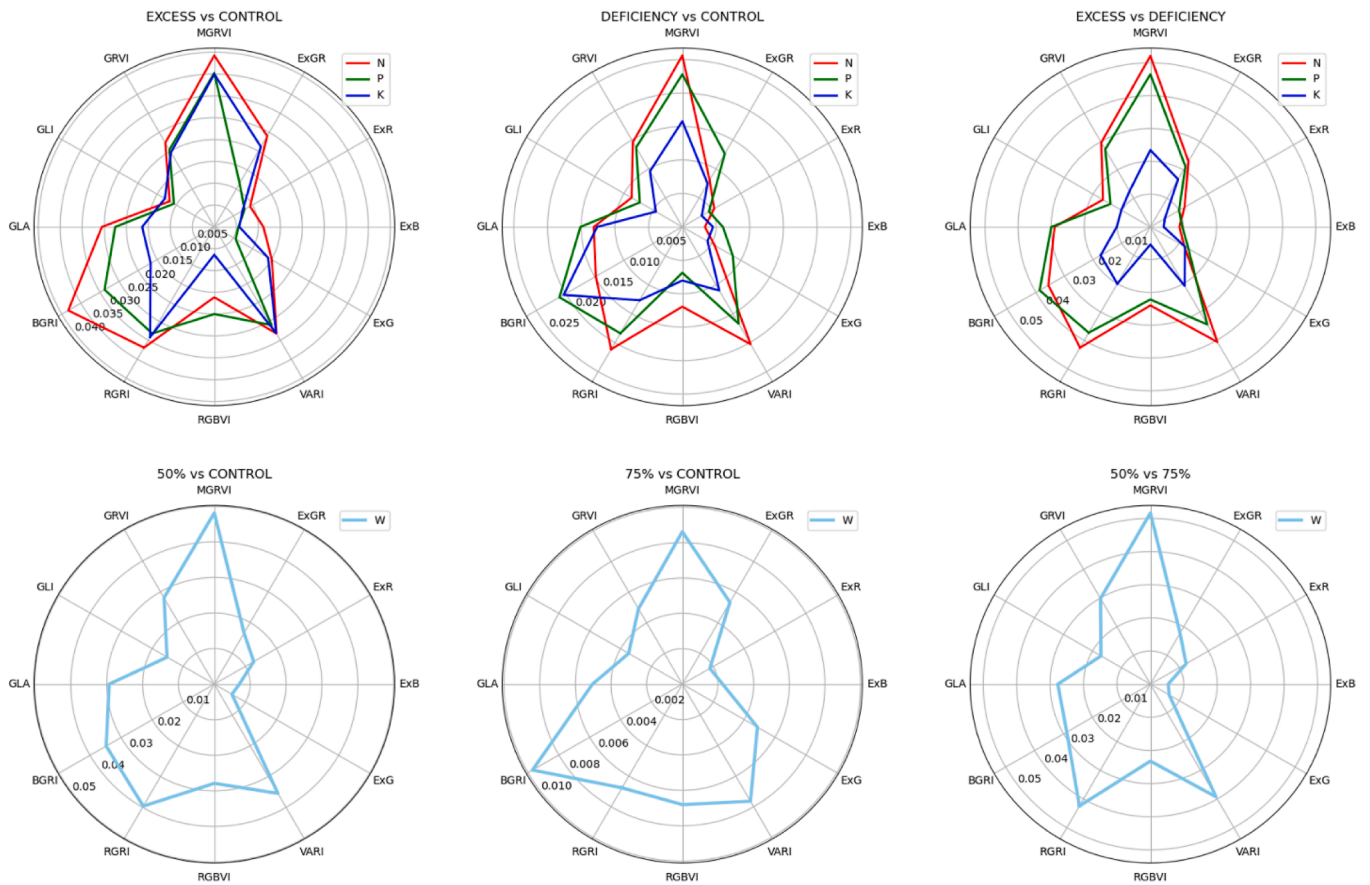 EXCESS vs CONTROL
MGRVI
GRVI
ExGR
N
P
K
GLI
ExR
GLA
ExB
0.005
0.010
0.015
0.020
0.025
0.030
0.035
0.040
BGRI
ExG
RGRI
VARI
RGBVI
DEFICIENCY vs CONTROL
MGRVI
GRVI
ExGR
N
P
K
GLI
ExR
GLA
ExB
0.005
0.010
0.015
0.020
0.025
BGRI
ExG
RGRI
VARI
RGBVI
EXCESS vs DEFICIENCY
MGRVI
GRVI
ExGR
N
P
K
GLI
ExR
GLA
ExB
0.01
0.02
0.03
0.04
0.05
BGRI
ExG
RGRI
VARI
RGBVI
50% vs CONTROL
MGRVI
GRVI
ExGR
W
GLI
ExR
GLA
ExB
0.01
0.02
0.03
0.04
0.05
BGRI
ExG
RGRI
VARI
RGBVI
75% vs CONTROL
MGRVI
GRVI
ExGR
W
GLI
ExR
GLA
ExB
0.002
0.004
0.006
0.008
0.010
BGRI
ExG
RGRI
VARI
RGBVI
50% vs 75%
MGRVI
GRVI
ExGR
W
GLI
ExR
GLA
ExB
0.01
0.02
0.03
0.04
0.05
BGRI
ExG
RGRI
VARI
RGBVI